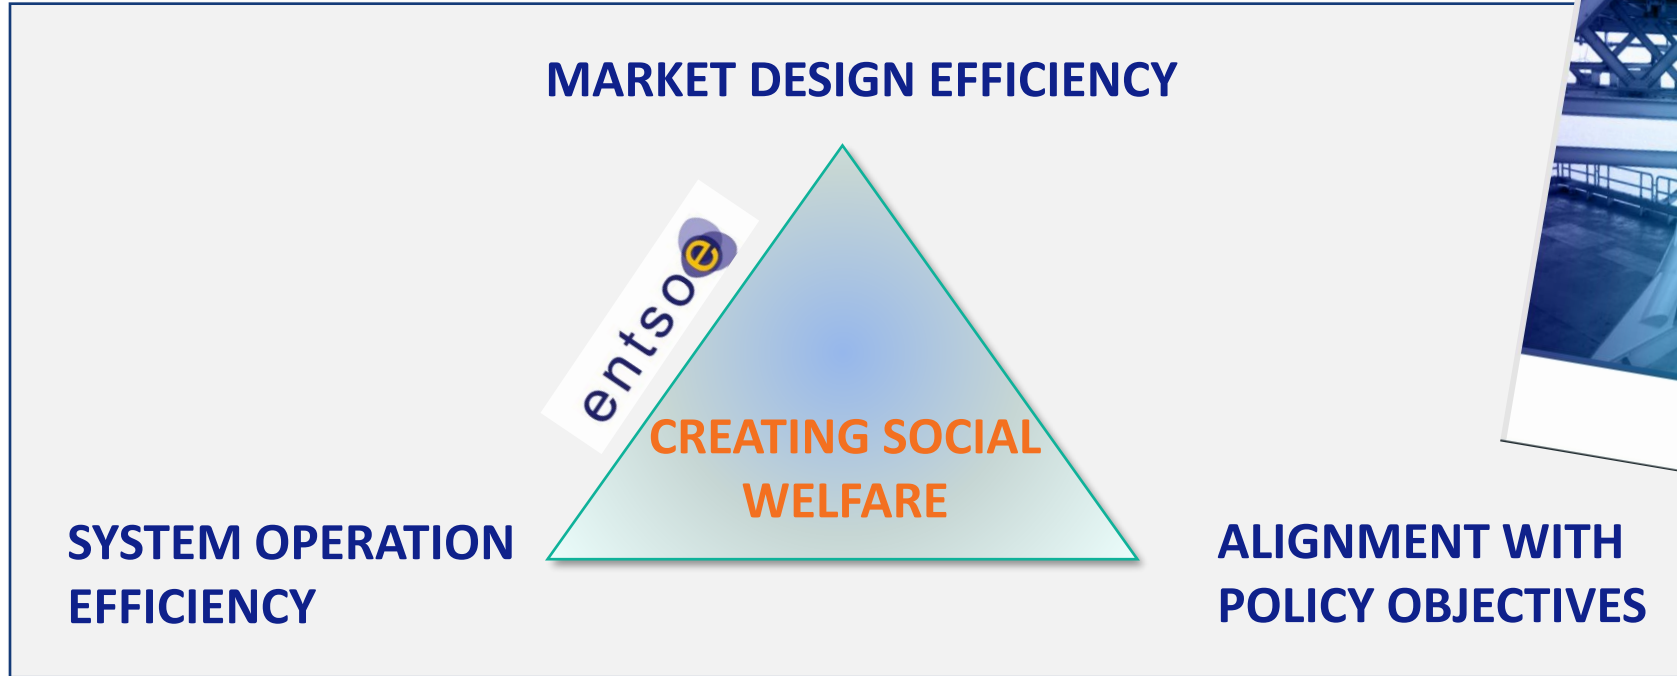 MARKET DESIGN EFFICIENCY
entsoe
CREATING SOCIAL
WELFARE
SYSTEM OPERATION
EFFICIENCY
ALIGNMENT WITH
POLICY OBJECTIVES